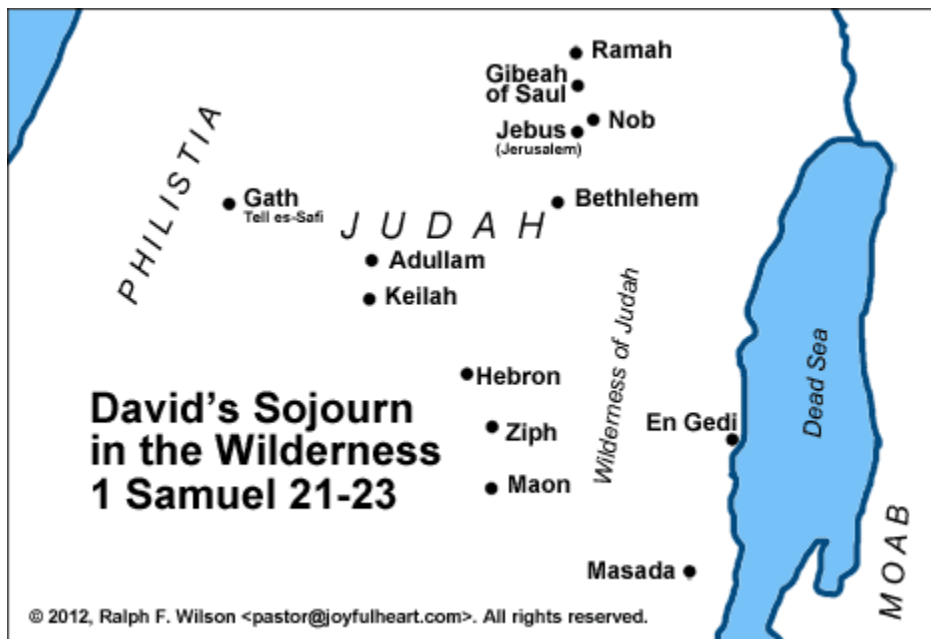 Ramah
Gibeah
of Saul
Nob
Jebus
(Jerusalem)
PHILISTIA
Gath
Tell es-Safi
JUDAH
Bethlehem
Adullam
Keilah
Wilderness of Judah
Dead Sea
Hebron
David's Sojourn
in the Wilderness
1 Samuel 21-23
Ziph
En Gedi
Maon
MOAB
Masada
© 2012, Ralph F. Wilson <pastor@joyfulheart.com>. All rights reserved.